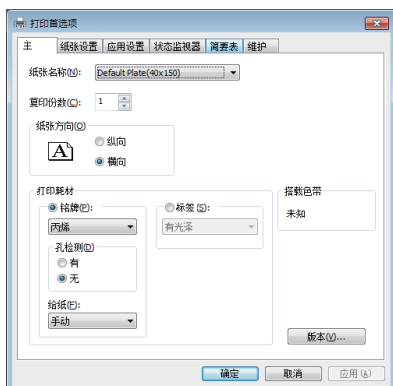 打印首选项
主 纸张设置 应用设置 状态监视器 简要表 维护
纸张名称(N): Default Plate(40x150)
复印份数(C): 1
纸张方向(O)
A
纵向
横向
打印耗材
铭牌(P):
丙烯
孔检测(D)
有
无
给纸(F):
手动
标签(S):
有光泽
搭载色带
未知
版本(V)...
确定 取消 应用(A)